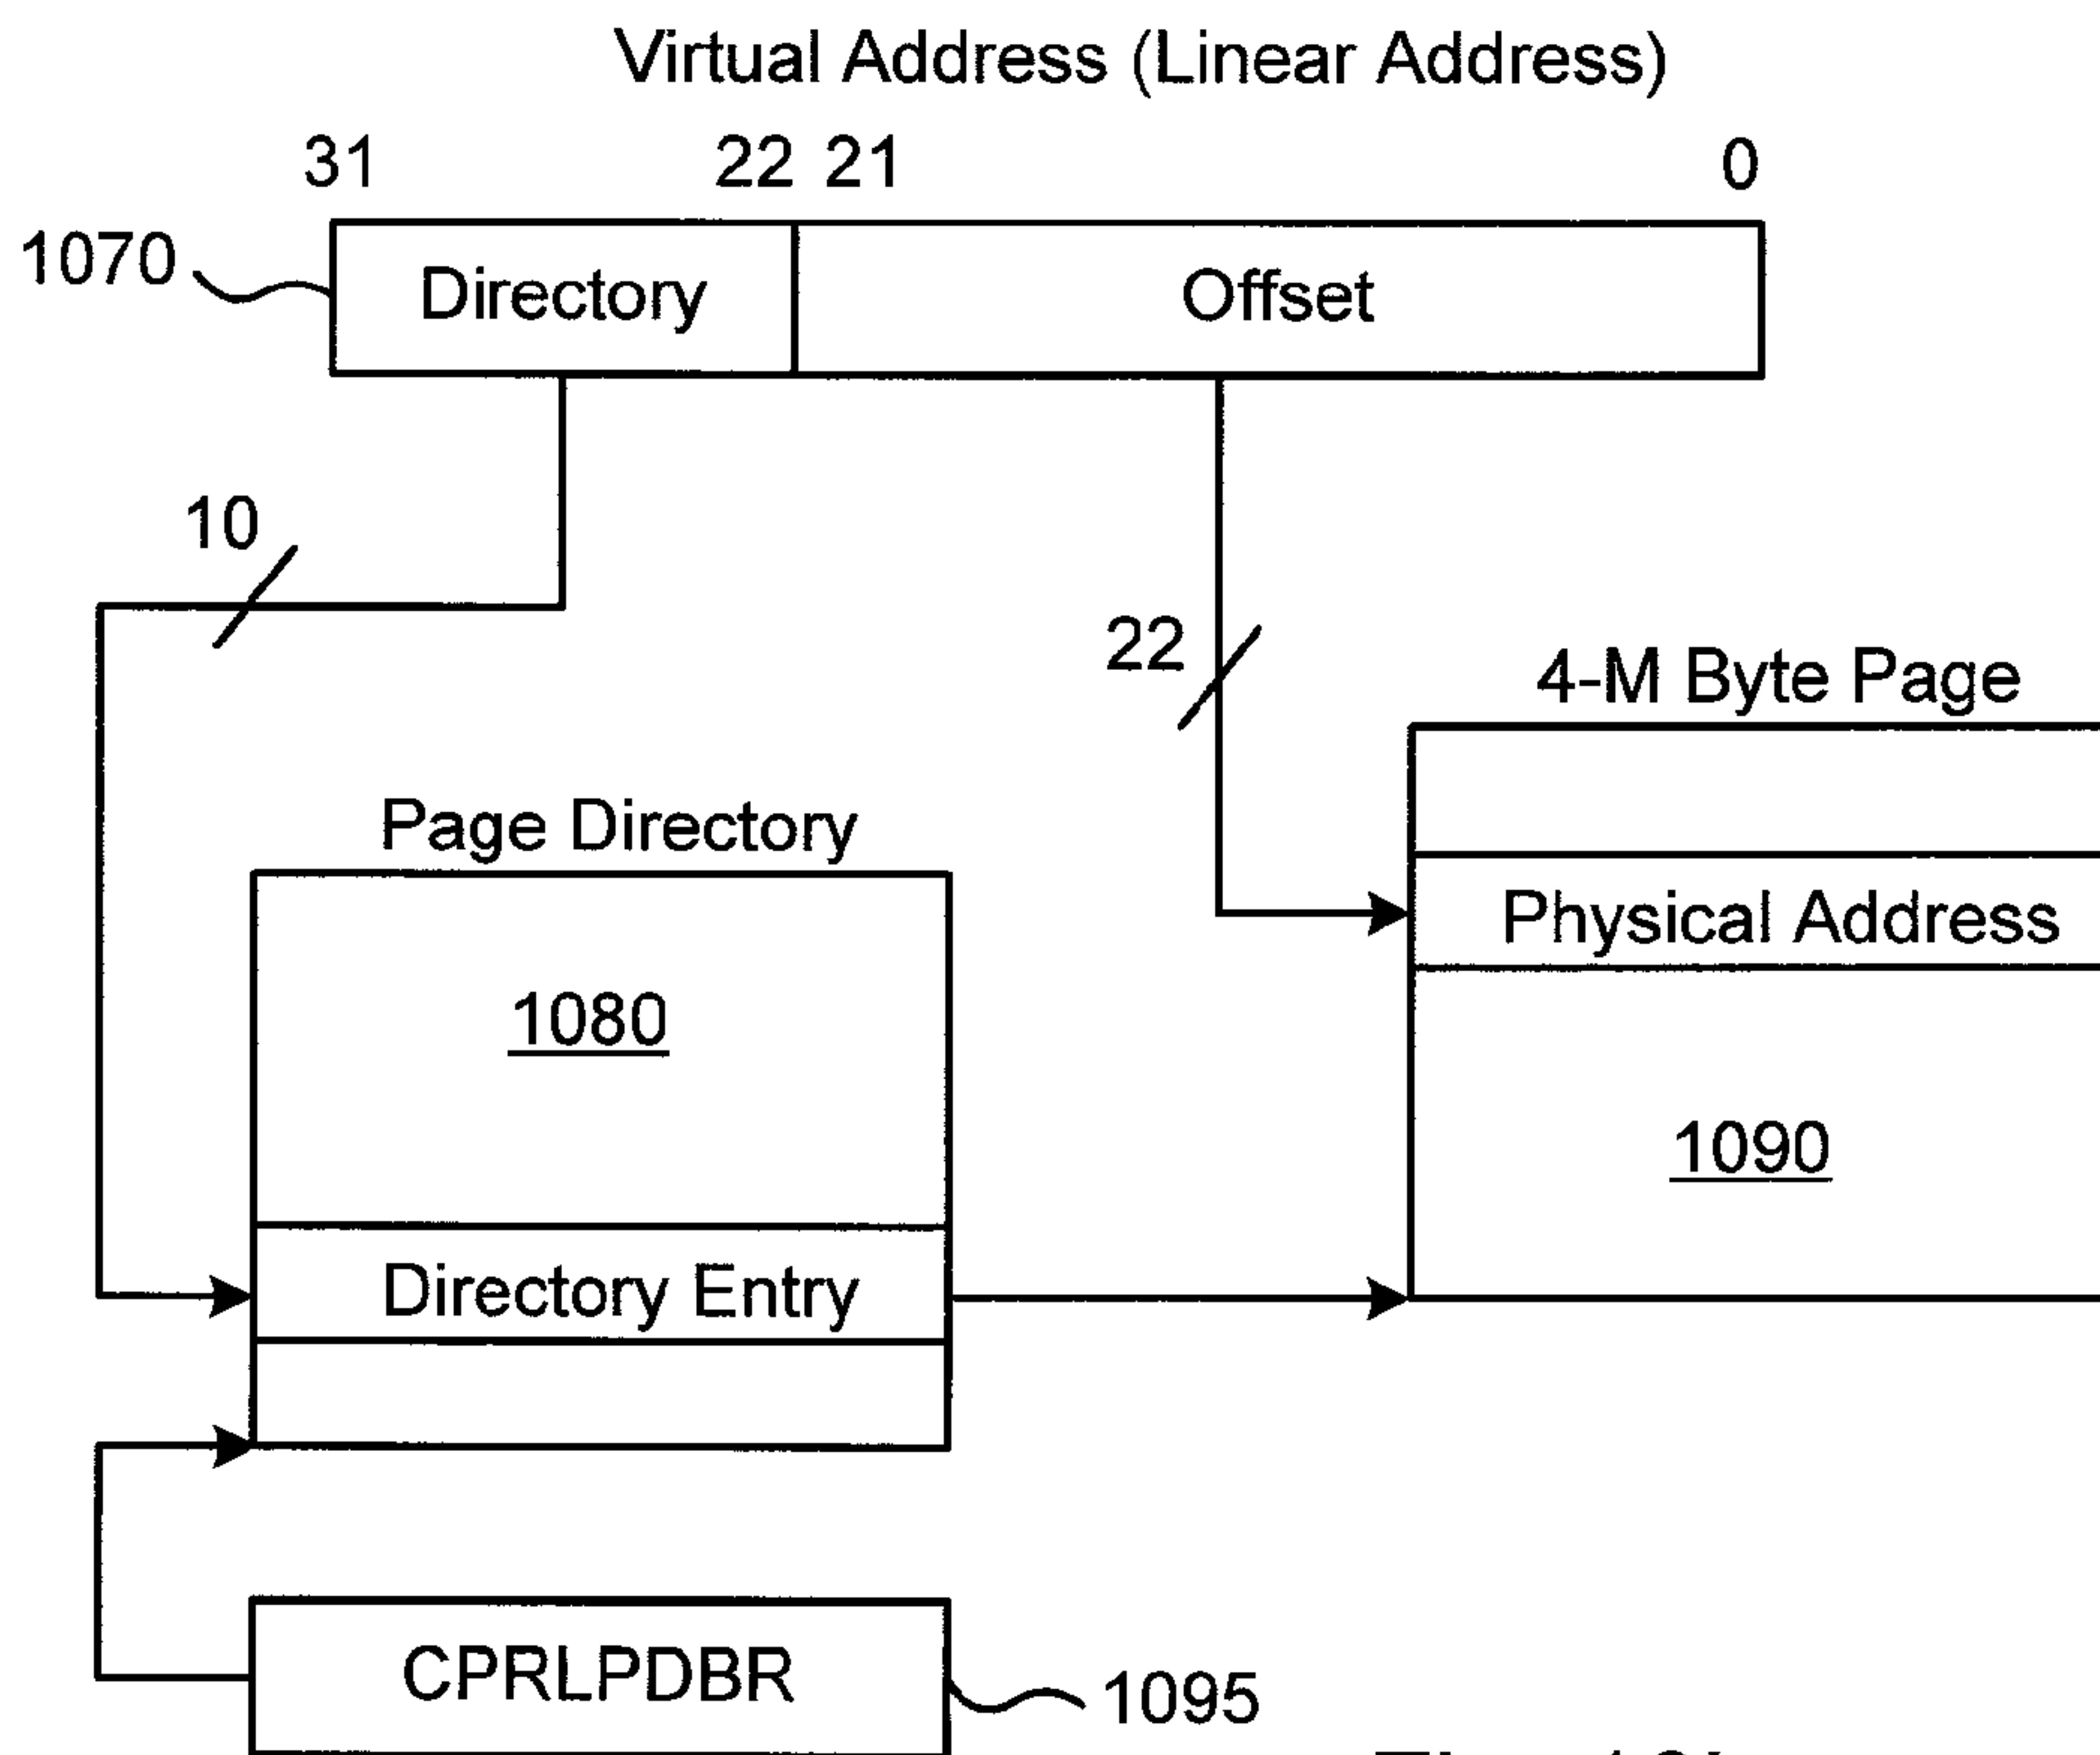 Virtual Address (Linear Address)
31 22 21 0
1070
Directory
Offset
10
22
4-M Byte Page
Page Directory
Physical Address
1080
1090
Directory Entry
CPRLPDBR
1095